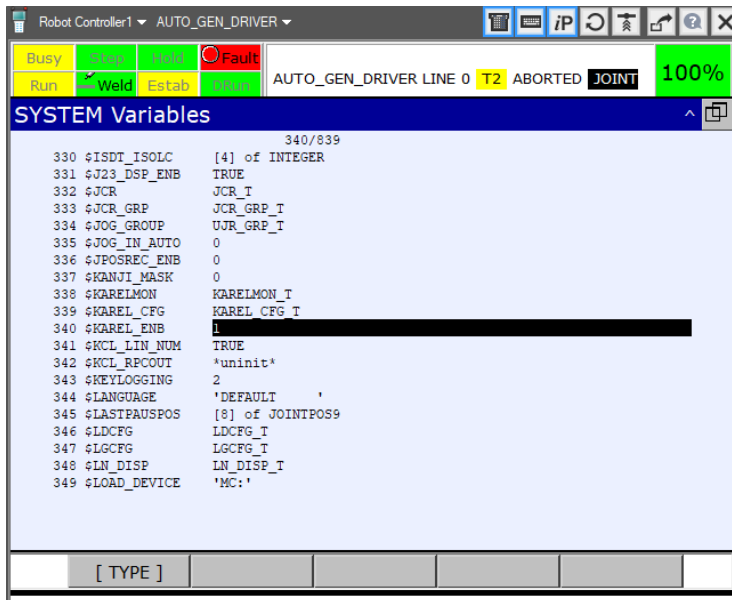 Robot Controller1 AUTO_GEN_DRIVER
iP
Busy Step Hold Fault
Run Weld Estab DRun
AUTO_GEN_DRIVER LINE 0 T2 ABORTED JOINT
100%
SYSTEM Variables
340/839
330 $ISDT_ISOLC [4] of INTEGER
331 $J23_DSP_ENB TRUE
332 $JCR JCR_T
333 $JCR_GRP JCR_GRP_T
334 $JOG_GROUP UJR_GRP_T
335 $JOG_IN_AUTO 0
336 $JPOSREC_ENB 0
337 $KANJI_MASK 0
338 $KARELMON KARELMON_T
339 $KAREL_CFG KAREL_CFG_T
340 $KAREL_ENB 1
341 $KCL_LIN_NUM TRUE
342 $KCL_RPCOUT *uninit*
343 $KEYLOGGING 2
344 $LANGUAGE 'DEFAULT     '
345 $LASTPAUSPOS [8] of JOINTPOS9
346 $LDCFG LDCFG_T
347 $LGCFG LGCFG_T
348 $LN_DISP LN_DISP_T
349 $LOAD_DEVICE 'MC:'
[ TYPE ]